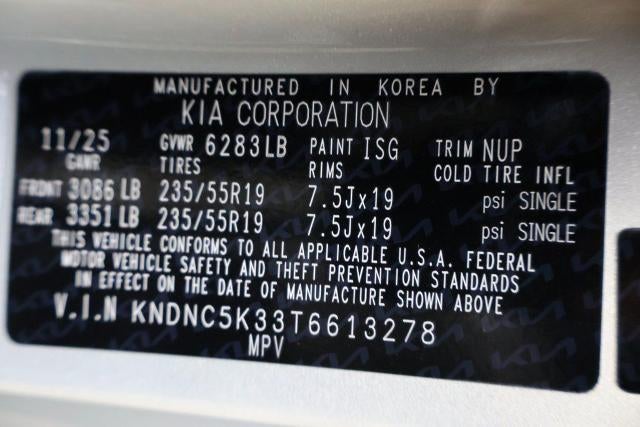 MANUFACTURED IN KOREA BY
KIA CORPORATION
11/25 GVWR 6283LB PAINT ISG TRIM NUP
GAWR TIRES RIMS COLD TIRE INFL
FRONT 3086 LB 235/55R19 7.5Jx19 psi SINGLE
REAR 3351 LB 235/55R19 7.5Jx19 psi SINGLE
THIS VEHICLE CONFORMS TO ALL APPLICABLE U.S.A. FEDERAL
MOTOR VEHICLE SAFETY AND THEFT PREVENTION STANDARDS
IN EFFECT ON THE DATE OF MANUFACTURE SHOWN ABOVE
V.I.N KNDNC5K33T6613278
MPV